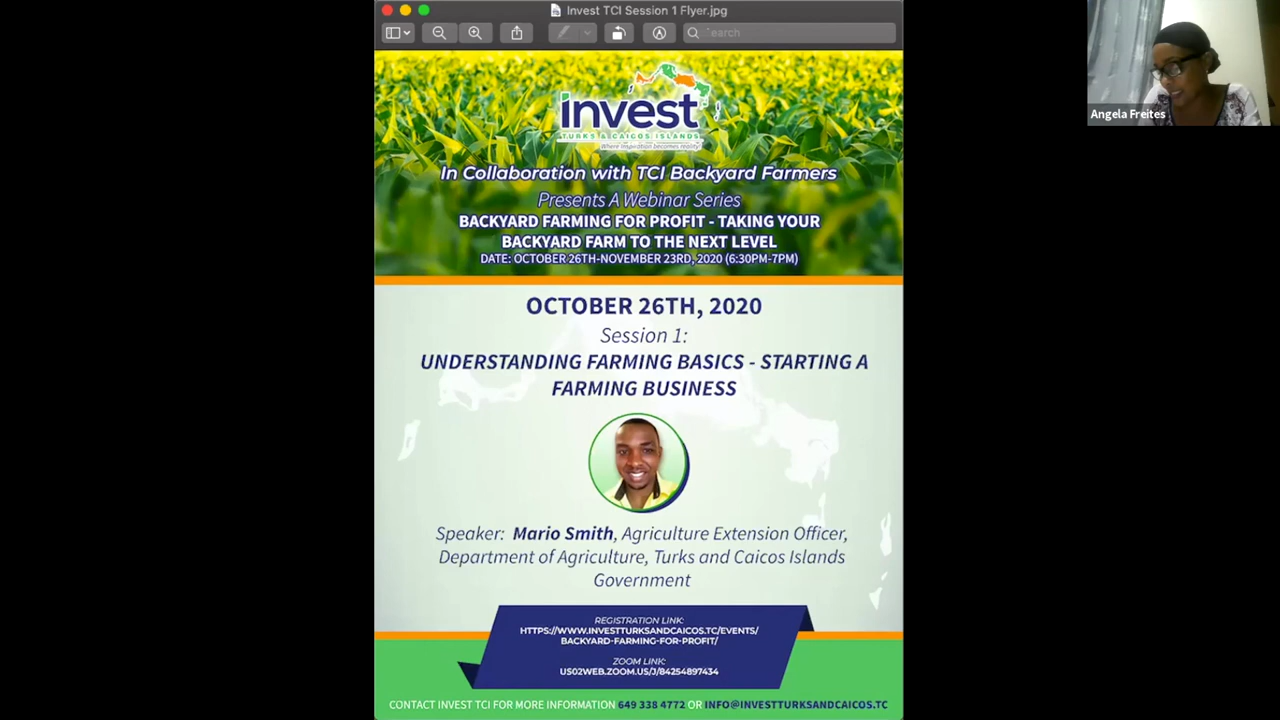 Invest TCI Session 1 Flyer.jpg
earch
invest
TURKS & CAICOS ISLANDS
Where inspiration becomes reality!
In Collaboration with TCI Backyard Farmers
Presents A Webinar Series
BACKYARD FARMING FOR PROFIT - TAKING YOUR
BACKYARD FARM TO THE NEXT LEVEL
DATE: OCTOBER 26TH-NOVEMBER 23RD, 2020 (6:30PM-7PM)
OCTOBER 26TH, 2020
Session 1:
UNDERSTANDING FARMING BASICS - STARTING A
FARMING BUSINESS
Speaker: Mario Smith, Agriculture Extension Officer,
Department of Agriculture, Turks and Caicos Islands
Government
REGISTRATION LINK:
HTTPS://WWW.INVESTTURKSANDCAICOS.TC/EVENTS/
BACKYARD-FARMING-FOR-PROFIT/
ZOOM LINK:
US02WEB.ZOOM.US/J/84254897434
CONTACT INVEST TCI FOR MORE INFORMATION 649 338 4772 OR INFO@INVESTTURKSANDCAICOS.TC
Angela Freites